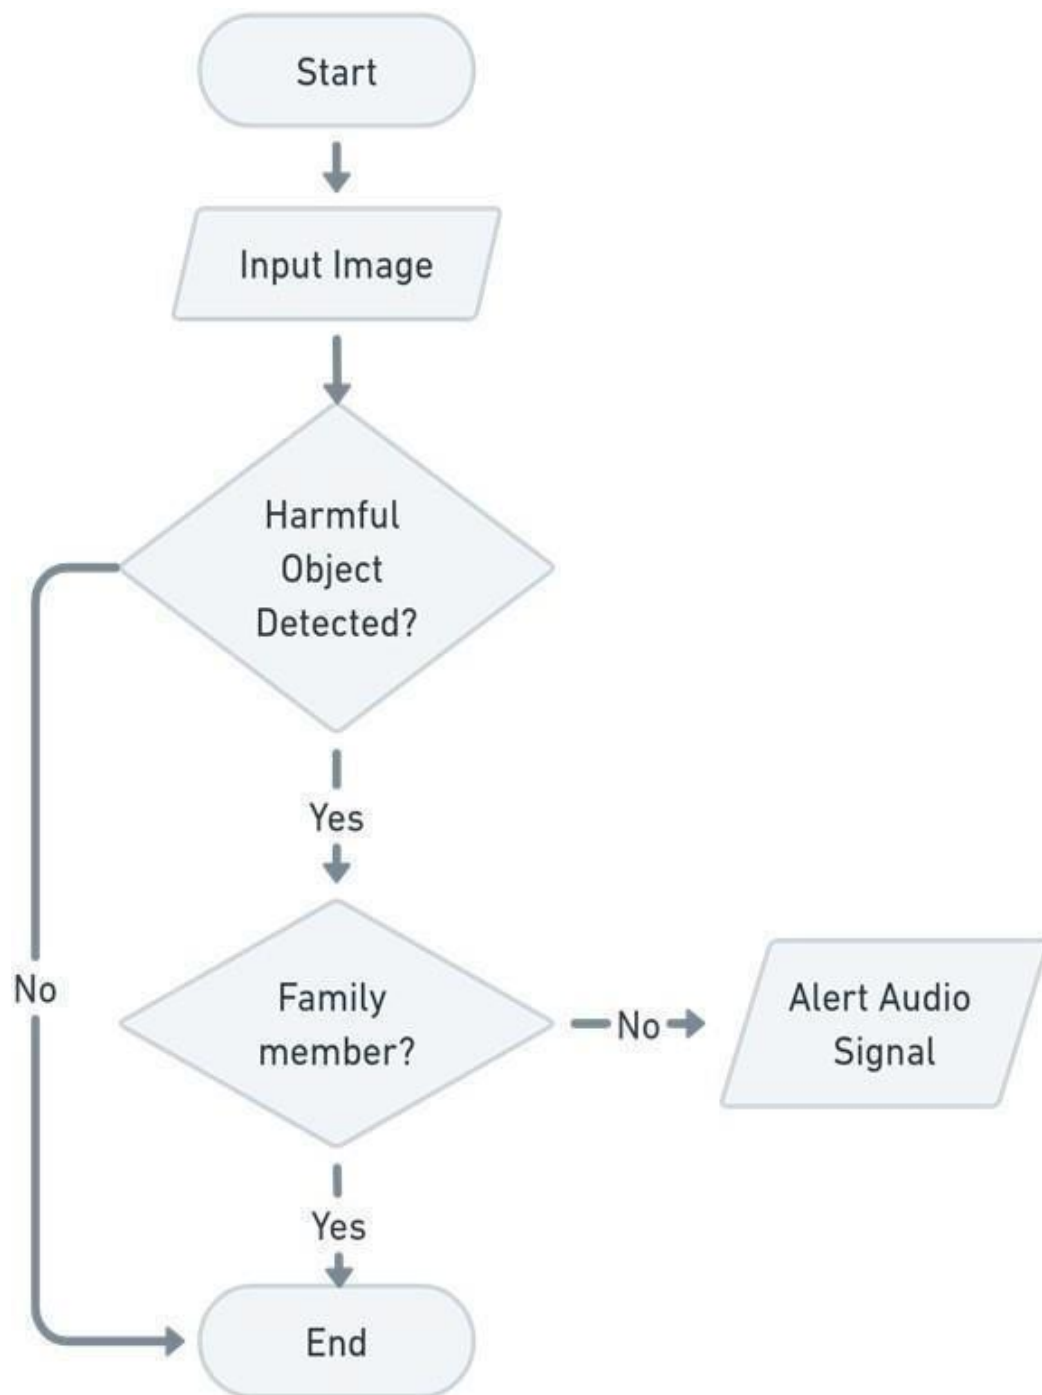 Start
Input Image
Harmful
Object
Detected?
Yes
No
Family
member?
No
Alert Audio
Signal
Yes
End